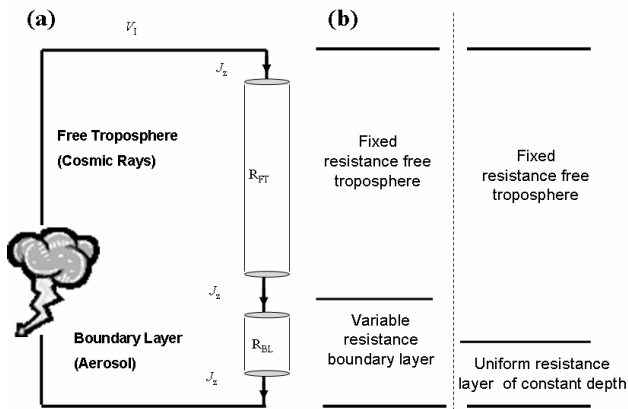 (a)
V_I
J_z
Free Troposphere
(Cosmic Rays)
R_FT
J_z
Boundary Layer
(Aerosol)
R_BL
J_z
(b)
Fixed
resistance free
troposphere
Variable
resistance
boundary layer
Fixed
resistance free
troposphere
Uniform resistance
layer of constant depth